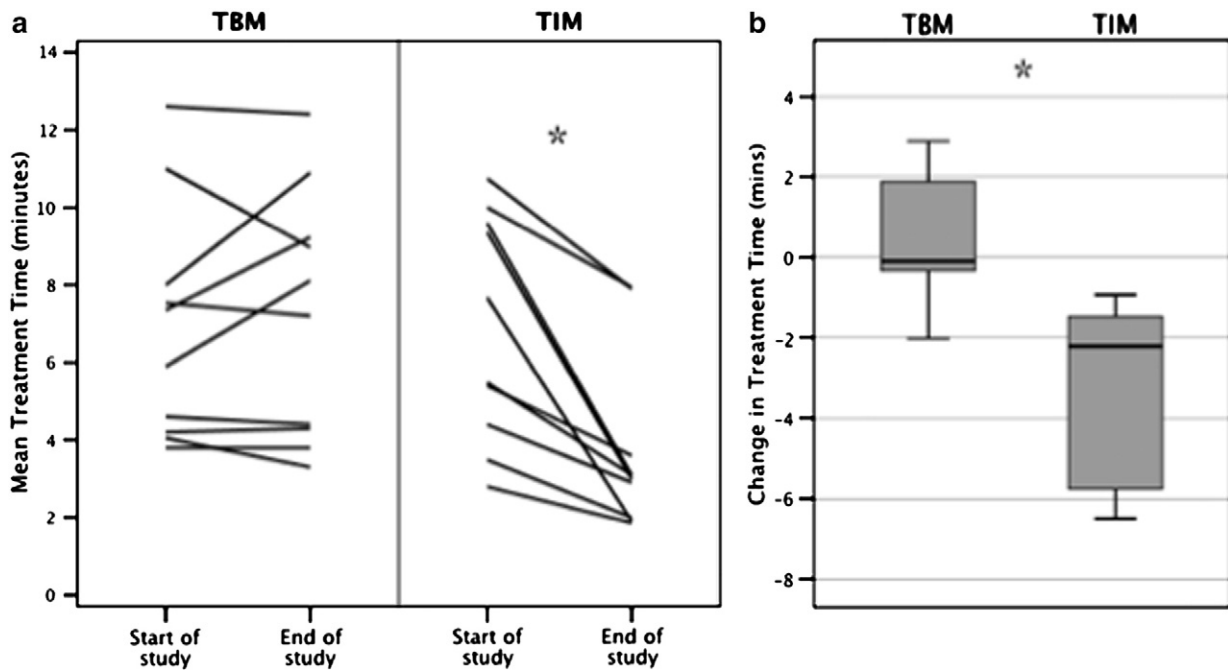 a
TBM
TIM
Mean Treatment Time (minutes)
14
12
10
8
6
4
2
0
*
Start of
study
End of
study
Start of
study
End of
study
b
TBM
TIM
Change in Treatment Time (mins)
*
4
2
0
-2
-4
-6
-8